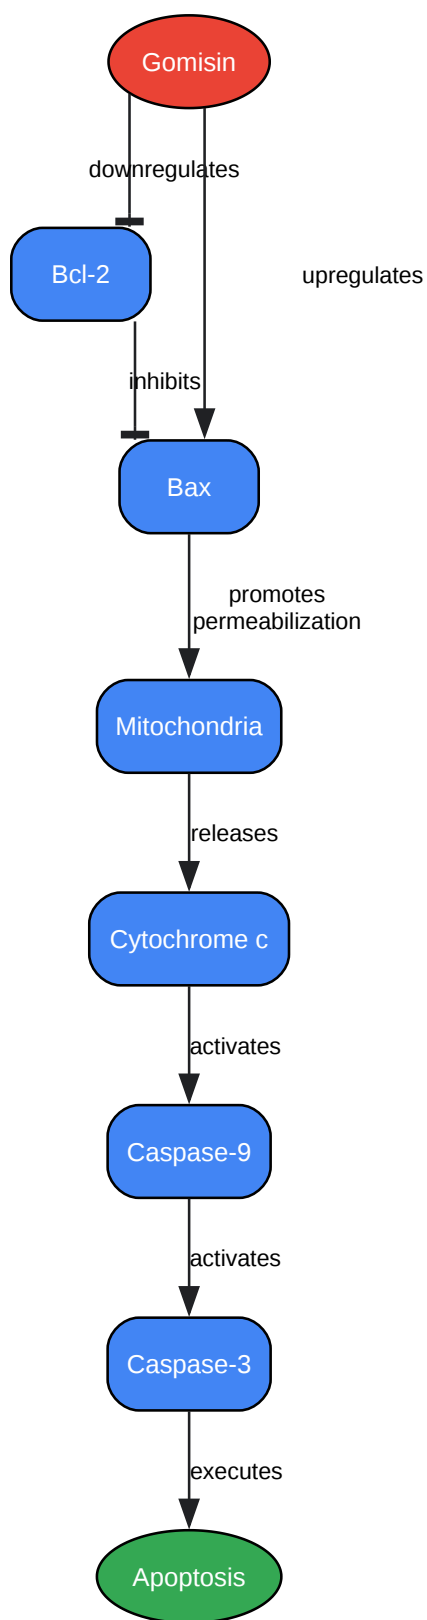 Gomisin
downregulates
Bcl-2
upregulates
inhibits
Bax
promotes
permeabilization
Mitochondria
releases
Cytochrome c
activates
Caspase-9
activates
Caspase-3
executes
Apoptosis